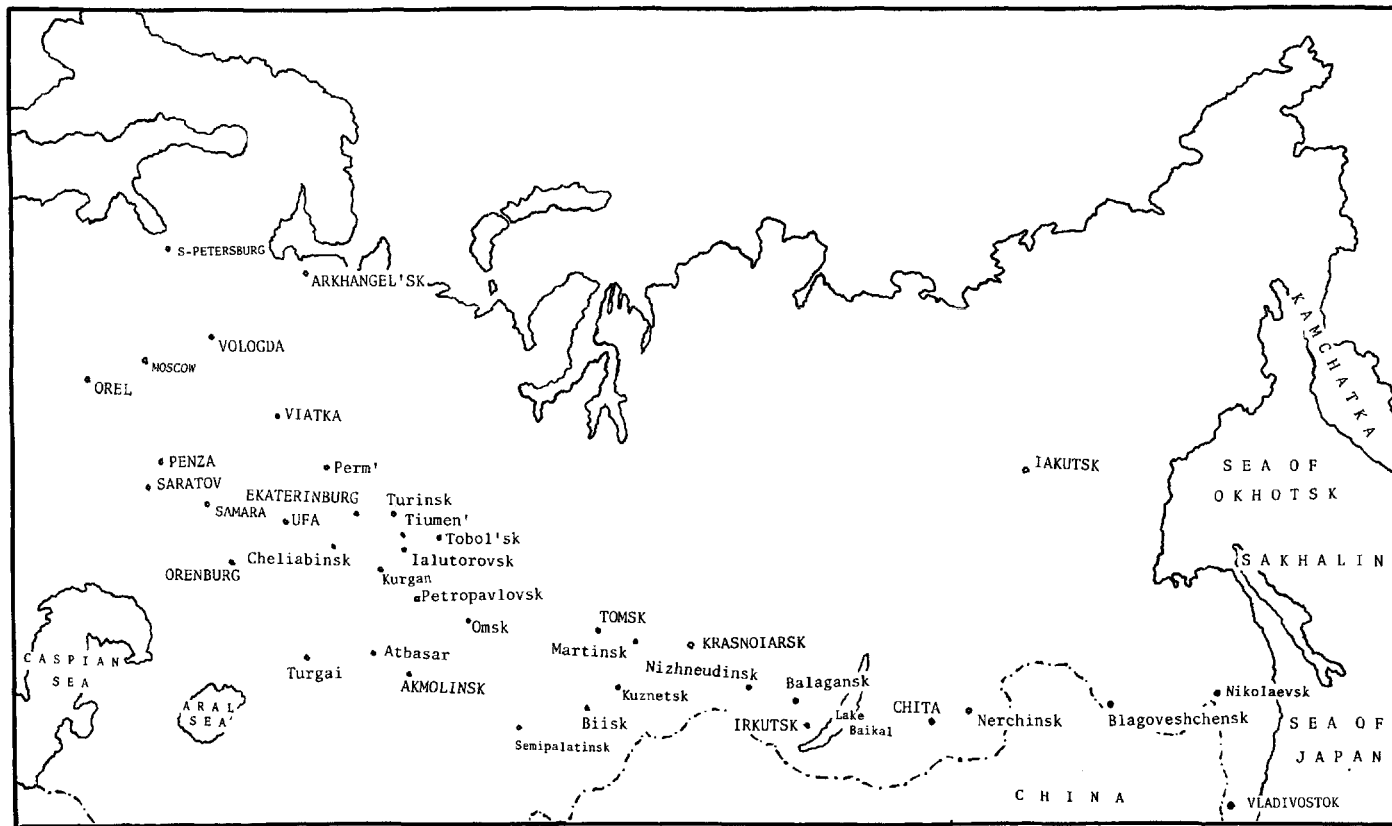 S-PETERSBURG
ARKHANGEL'SK
VOLOGDA
MOSCOW
OREL
VIATKA
KAMCHATKA
PENZA
Perm'
IAKUTSK
SEA OF
OKHOTSK
SARATOV
EKATERINBURG
Turinsk
SAMARA
UFA
Tiumen'
Tobol'sk
Cheliabinsk
Ialutorovsk
SAKHALIN
ORENBURG
Kurgan
Petropavlovsk
Omsk
TOMSK
Martinsk
KRASNOIARSK
CASPIAN
SEA
Turgai
Atbasar
AKMOLINSK
Nizhneudinsk
Kuznetsk
Balagansk
ARAL
SEA
Biisk
Semipalatinsk
IRKUTSK
Lake
Baikal
CHITA
Nerchinsk
Blagoveshchensk
Nikolaevsk
SEA OF
JAPAN
CHINA
VLADIVOSTOK